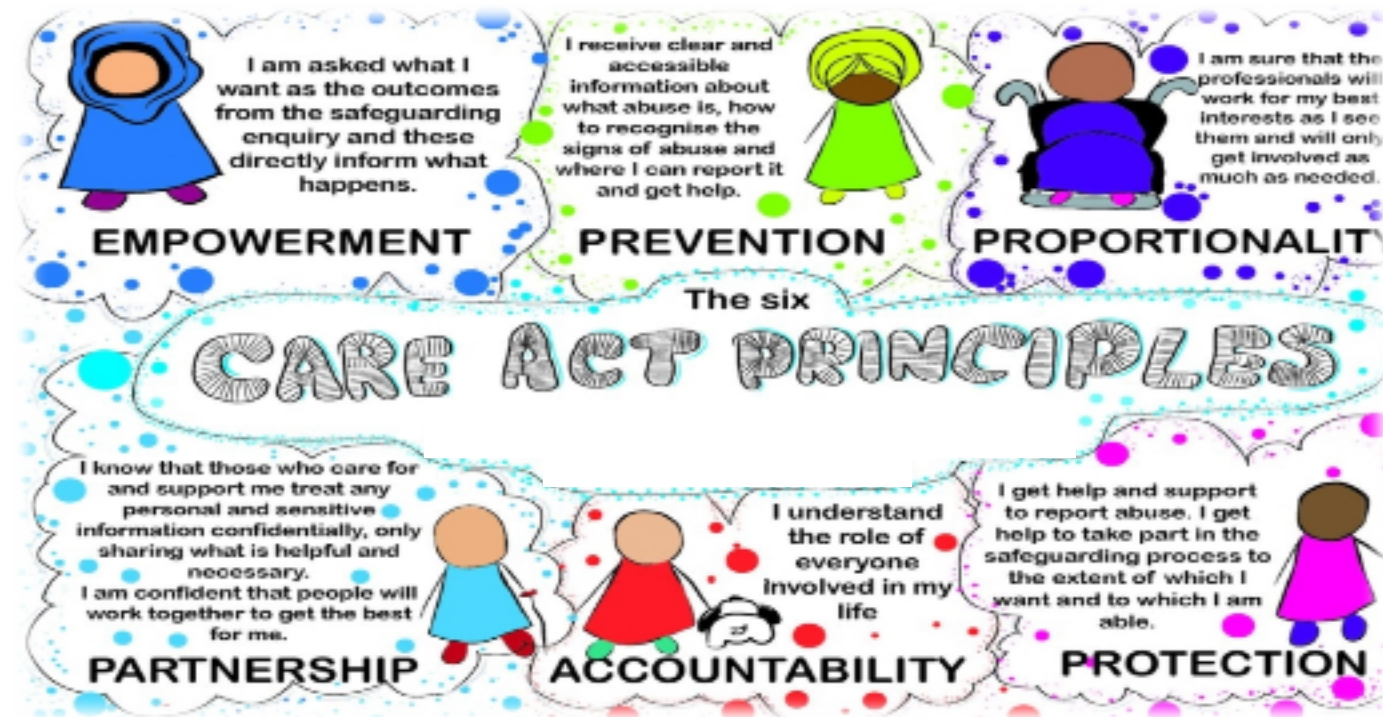 I am asked what I
want as the outcomes
from the safeguarding
enquiry and these
directly inform what
happens.
EMPOWERMENT
I receive clear and
accessible
information about
what abuse is, how
to recognise the
signs of abuse and
where I can report it
and get help.
PREVENTION
I am sure that the
professionals will
work for my best
interests as I see
them and will only
get involved as
much as needed.
PROPORTIONALITY
The six
CARE ACT PRINCIPLES
I know that those who care for
and support me treat any
personal and sensitive
information confidentially, only
sharing what is helpful and
necessary.
I am confident that people will
work together to get the best
for me.
PARTNERSHIP
I understand
the role of
everyone
involved in my
life
ACCOUNTABILITY
I get help and support
to report abuse. I get
help to take part in the
safeguarding process to
the extent of which I
want and to which I am
able.
PROTECTION